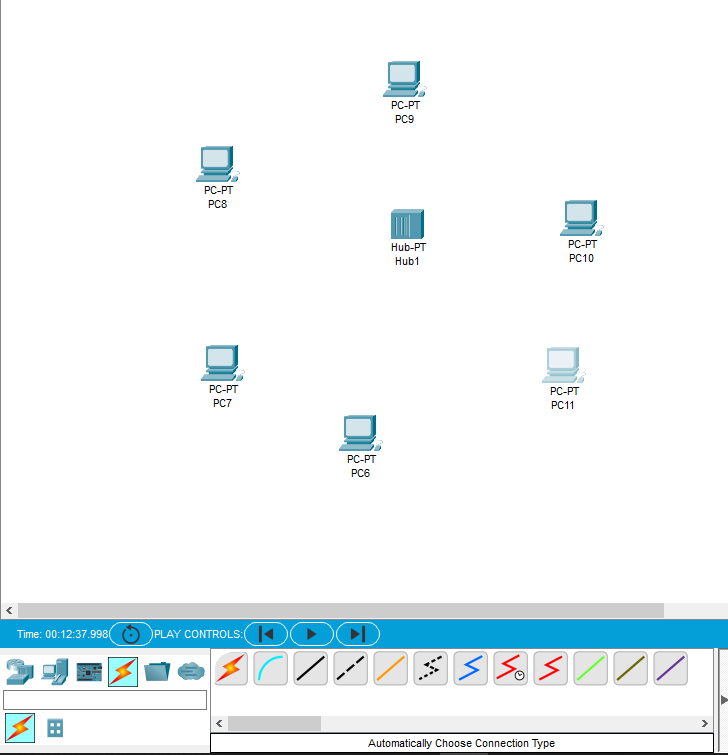 PC-PT
PC9
PC-PT
PC8
PC-PT
PC10
Hub-PT
Hub1
PC-PT
PC7
PC-PT
PC11
PC-PT
PC6
Time: 00:12:37.998 PLAY CONTROLS:
Automatically Choose Connection Type